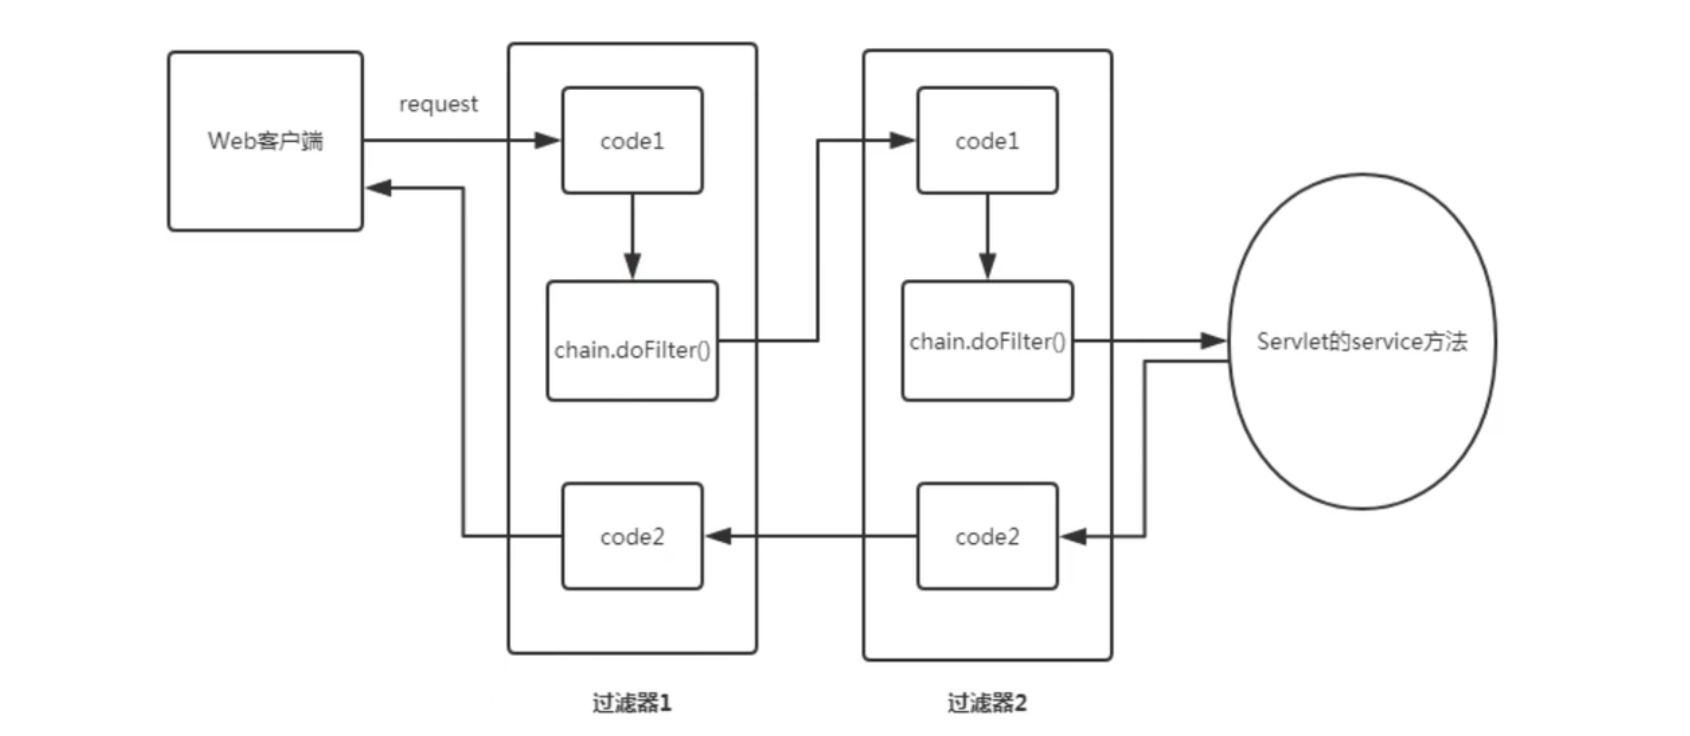 request
Web客户端
code1
code1
chain.doFilter()
chain.doFilter()
Servlet的service方法
code2
code2
过滤器1
过滤器2